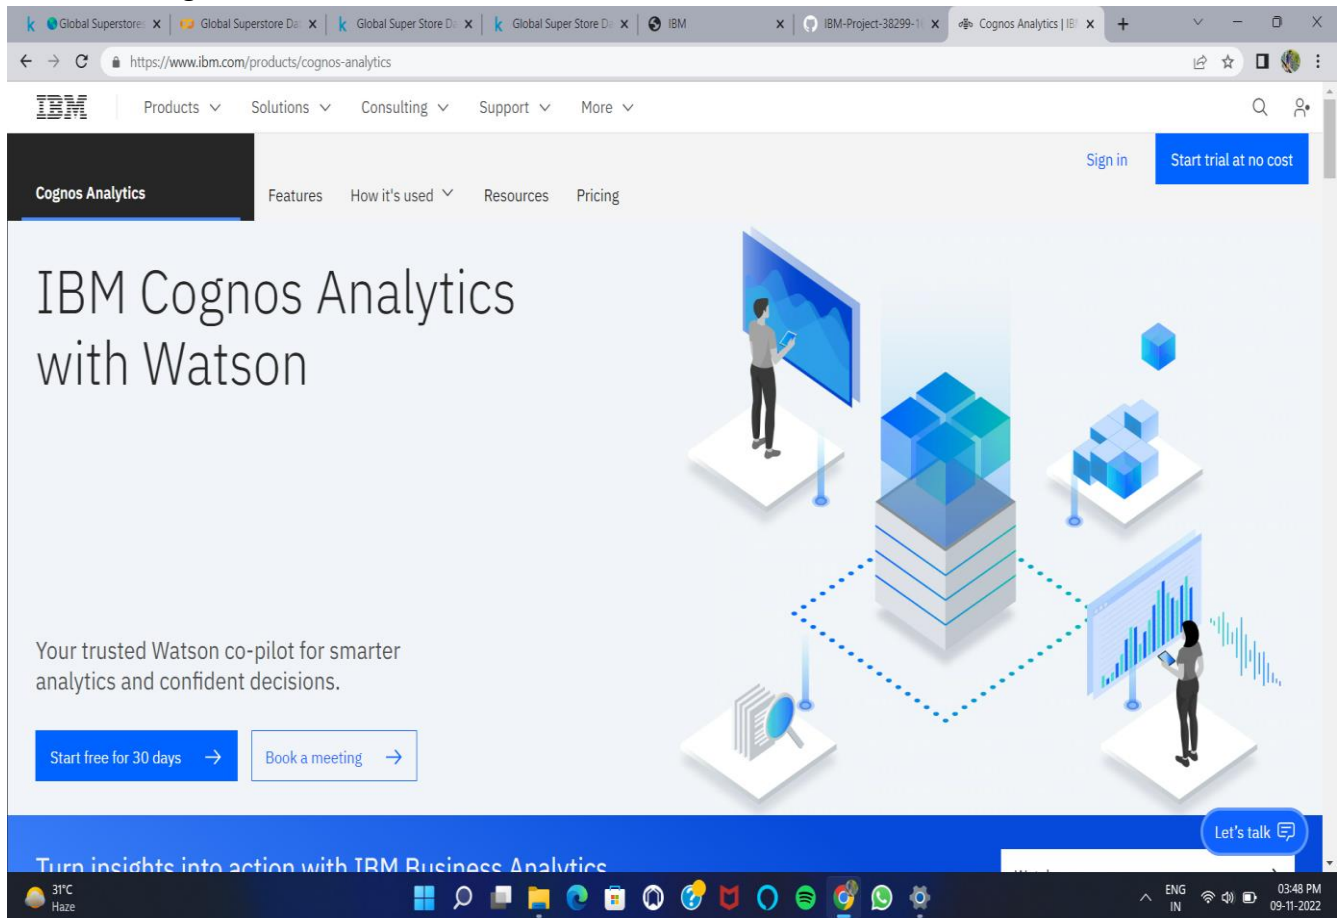 k Global Superstores
Global Superstore Da
k Global Super Store D
k Global Super Store D
IBM
IBM-Project-38299-1
Cognos Analytics | IB
https://www.ibm.com/products/cognos-analytics
IBM Products Solutions Consulting Support More
Sign in Start trial at no cost
Cognos Analytics Features How it's used Resources Pricing
IBM Cognos Analytics
with Watson
Your trusted Watson co-pilot for smarter
analytics and confident decisions.
Start free for 30 days → Book a meeting →
Let's talk
Turn insights into action with IBM Business Analytics
31°C
Haze
ENG
IN
03:48 PM
09-11-2022